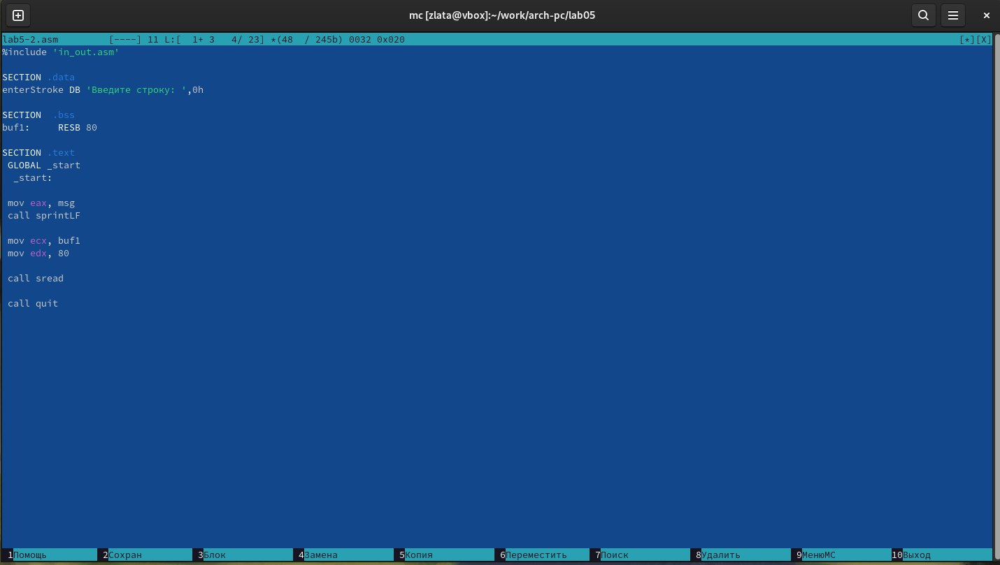 mc [zlata@vbox]:~/work/arch-pc/lab05
lab5-2.asm         [----] 11 L:[  1+ 3   4/ 23] *(48  / 245b) 0032 0x020 [*][X]
%include 'in_out.asm'
SECTION .data
enterStroke DB 'Введите строку: ',0h
SECTION  .bss
buf1:     RESB 80
SECTION .text
 GLOBAL _start
  _start:
 mov eax, msg
 call sprintLF
 mov ecx, buf1
 mov edx, 80
 call sread
 call quit
1Помощь 2Сохран 3Блок 4Замена 5Копия 6Переместить 7Поиск 8Удалить 9МенюMC 10Выход